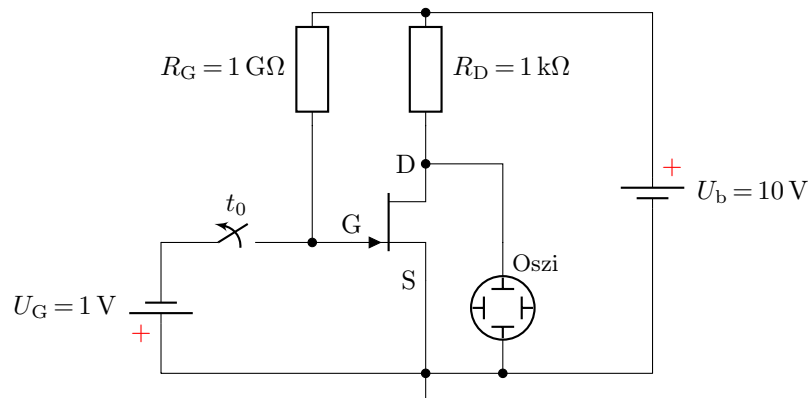 R_G = 1 GΩ
R_D = 1 kΩ
+
D
U_b = 10 V
t_0
G
Oszi
S
U_G = 1 V
+